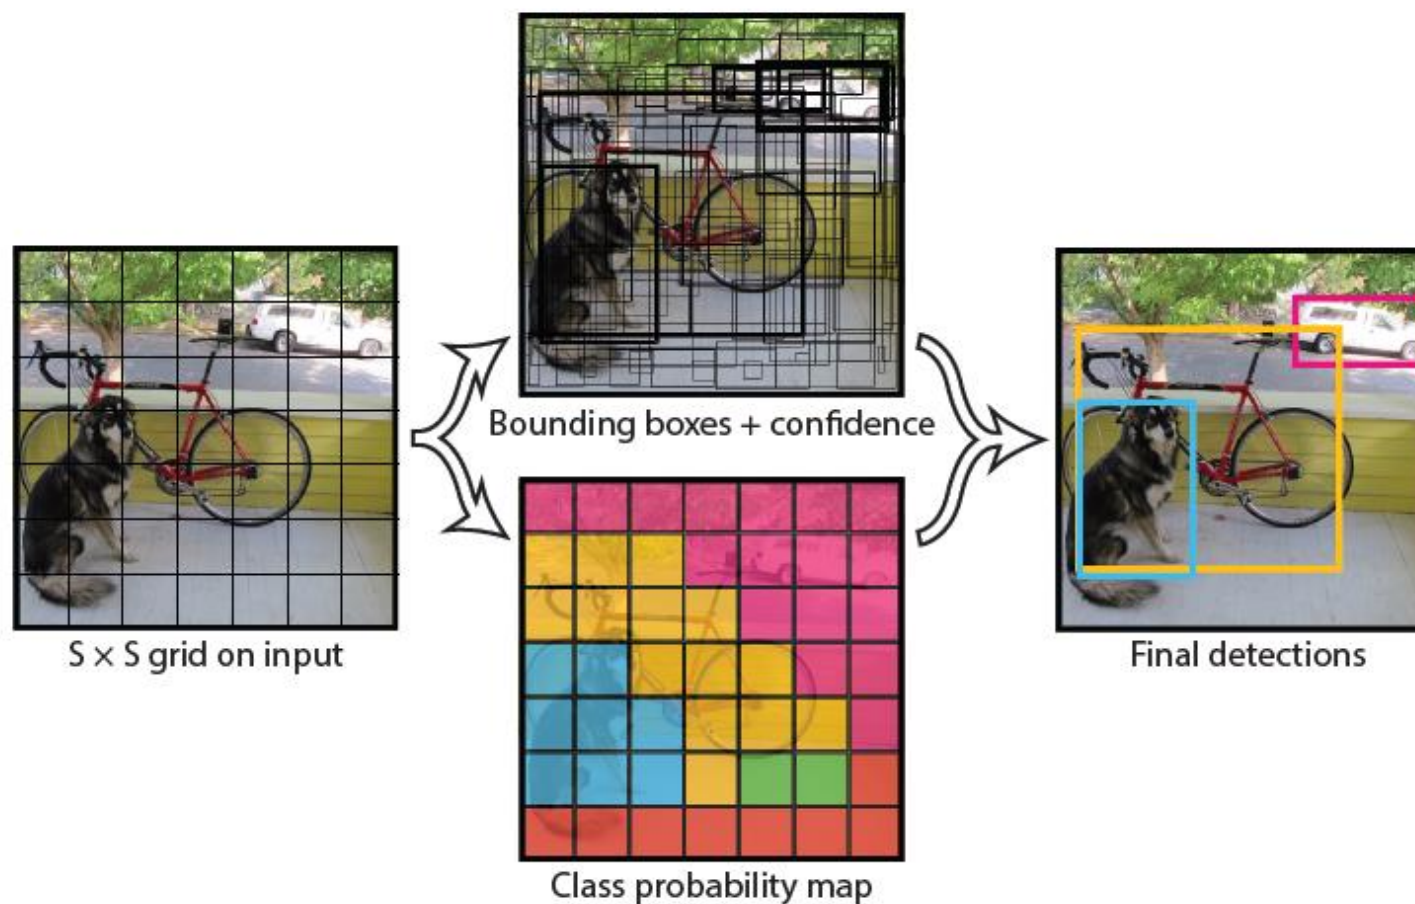 Bounding boxes + confidence
S × S grid on input
Final detections
Class probability map